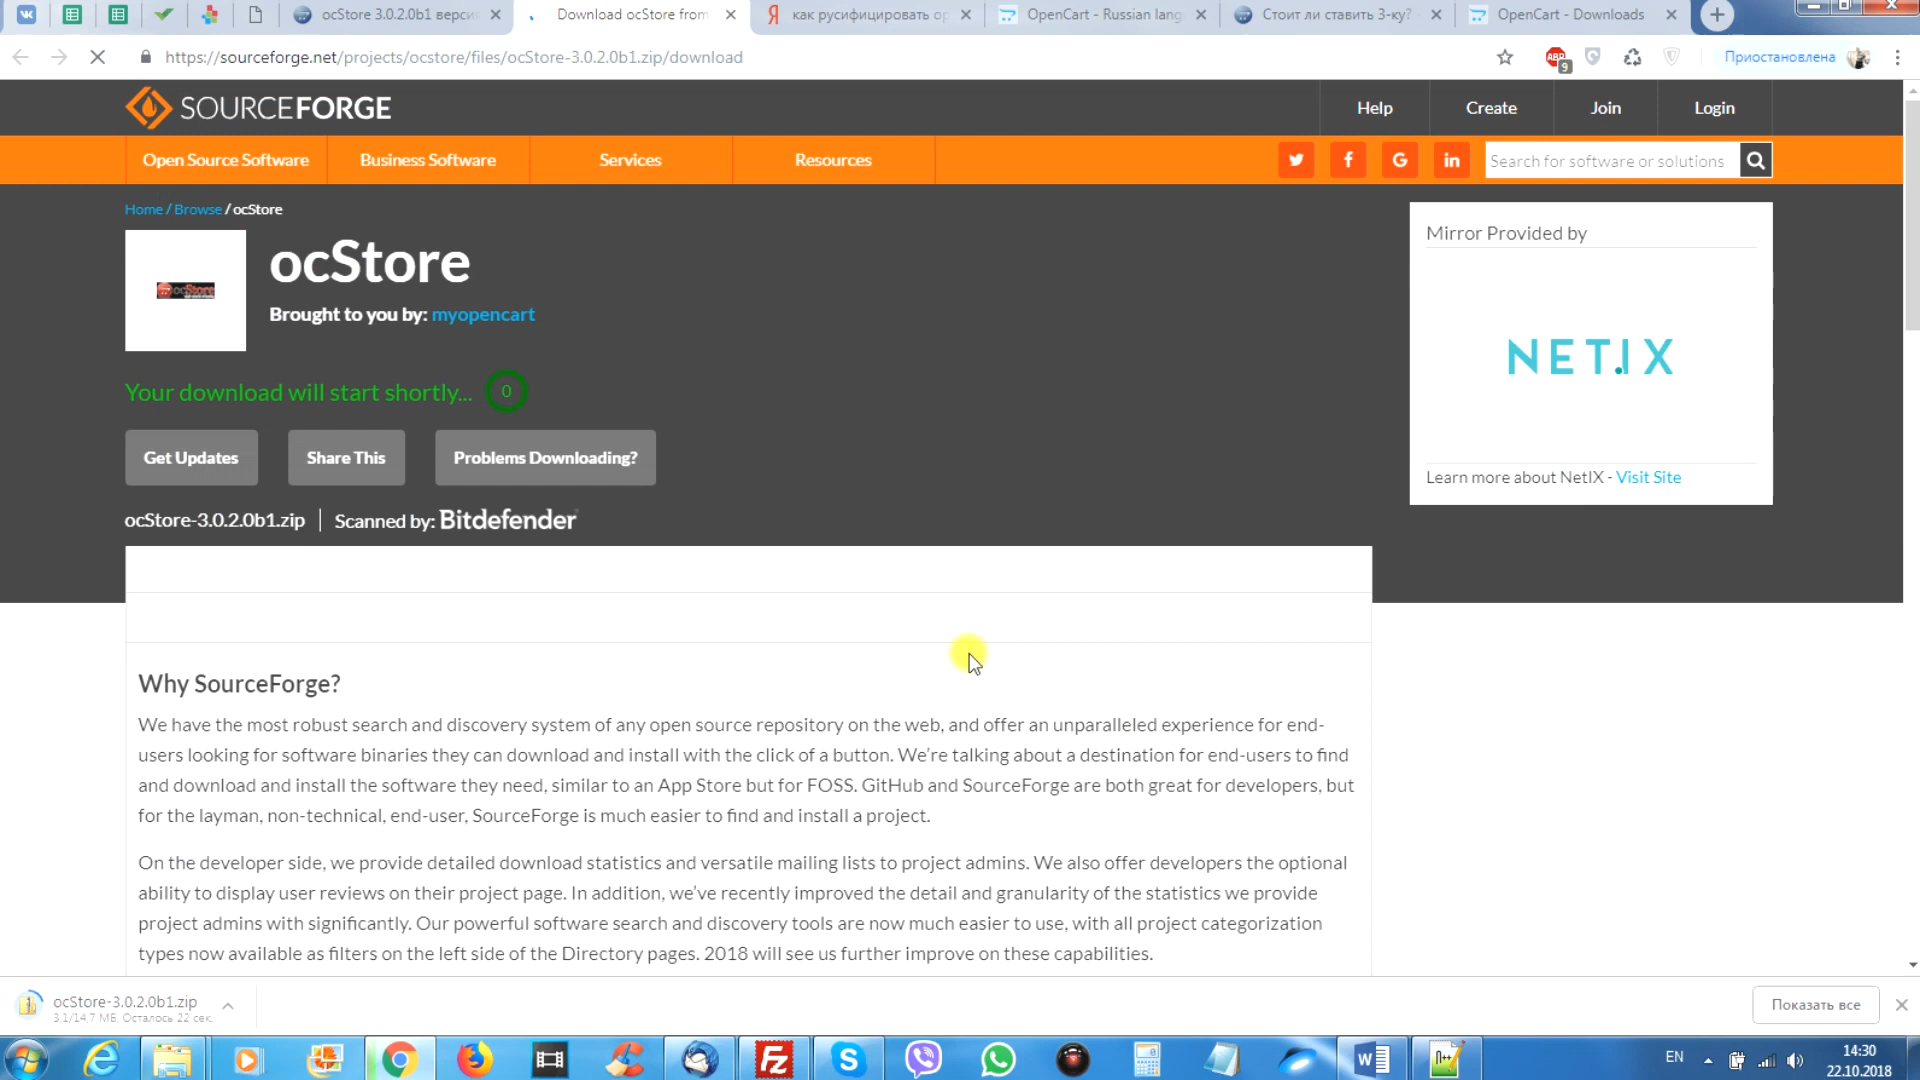 ocStore 3.0.2.0b1 верси
Download ocStore from
как русифицировать op
OpenCart - Russian lang
Стоит ли ставить 3-ку? -
OpenCart - Downloads
https://sourceforge.net/projects/ocstore/files/ocStore-3.0.2.0b1.zip/download
ABP
9
Приостановлена
SOURCEFORGE
Help
Create
Join
Login
Open Source Software
Business Software
Services
Resources
Search for software or solutions
Home / Browse / ocStore
ocStore
ocStore
Brought to you by: myopencart
Mirror Provided by
NETIX
Learn more about NetIX - Visit Site
Your download will start shortly... 0
Get Updates
Share This
Problems Downloading?
ocStore-3.0.2.0b1.zip | Scanned by: Bitdefender
Why SourceForge?
We have the most robust search and discovery system of any open source repository on the web, and offer an unparalleled experience for end-
users looking for software binaries they can download and install with the click of a button. We’re talking about a destination for end-users to find
and download and install the software they need, similar to an App Store but for FOSS. GitHub and SourceForge are both great for developers, but
for the layman, non-technical, end-user, SourceForge is much easier to find and install a project.
On the developer side, we provide detailed download statistics and versatile mailing lists to project admins. We also offer developers the optional
ability to display user reviews on their project page. In addition, we’ve recently improved the detail and granularity of the statistics we provide
project admins with significantly. Our powerful software search and discovery tools are now much easier to use, with all project categorization
types now available as filters on the left side of the Directory pages. 2018 will see us further improve on these capabilities.
ocStore-3.0.2.0b1.zip
3,1/14,7 МБ, Осталось 22 сек.
Показать все
EN
14:30
22.10.2018